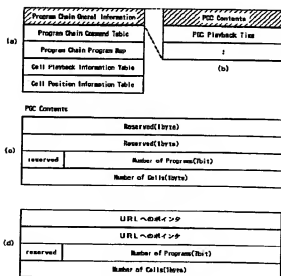 Program Chain General Information
Program Chain Command Table
Program Chain Program Map
Cell Playback Information Table
Cell Position Information Table
(a)
PGC Contents
PGC Playback Time
:
(b)
PGC Contents
Reserved(1byte)
Reserved(1byte)
(c)
reserved
Number of Programs(7bit)
Number of Cells(1byte)
URLへのポインタ
URLへのポインタ
(d)
reserved
Number of Programs(7bit)
Number of Cells(1byte)